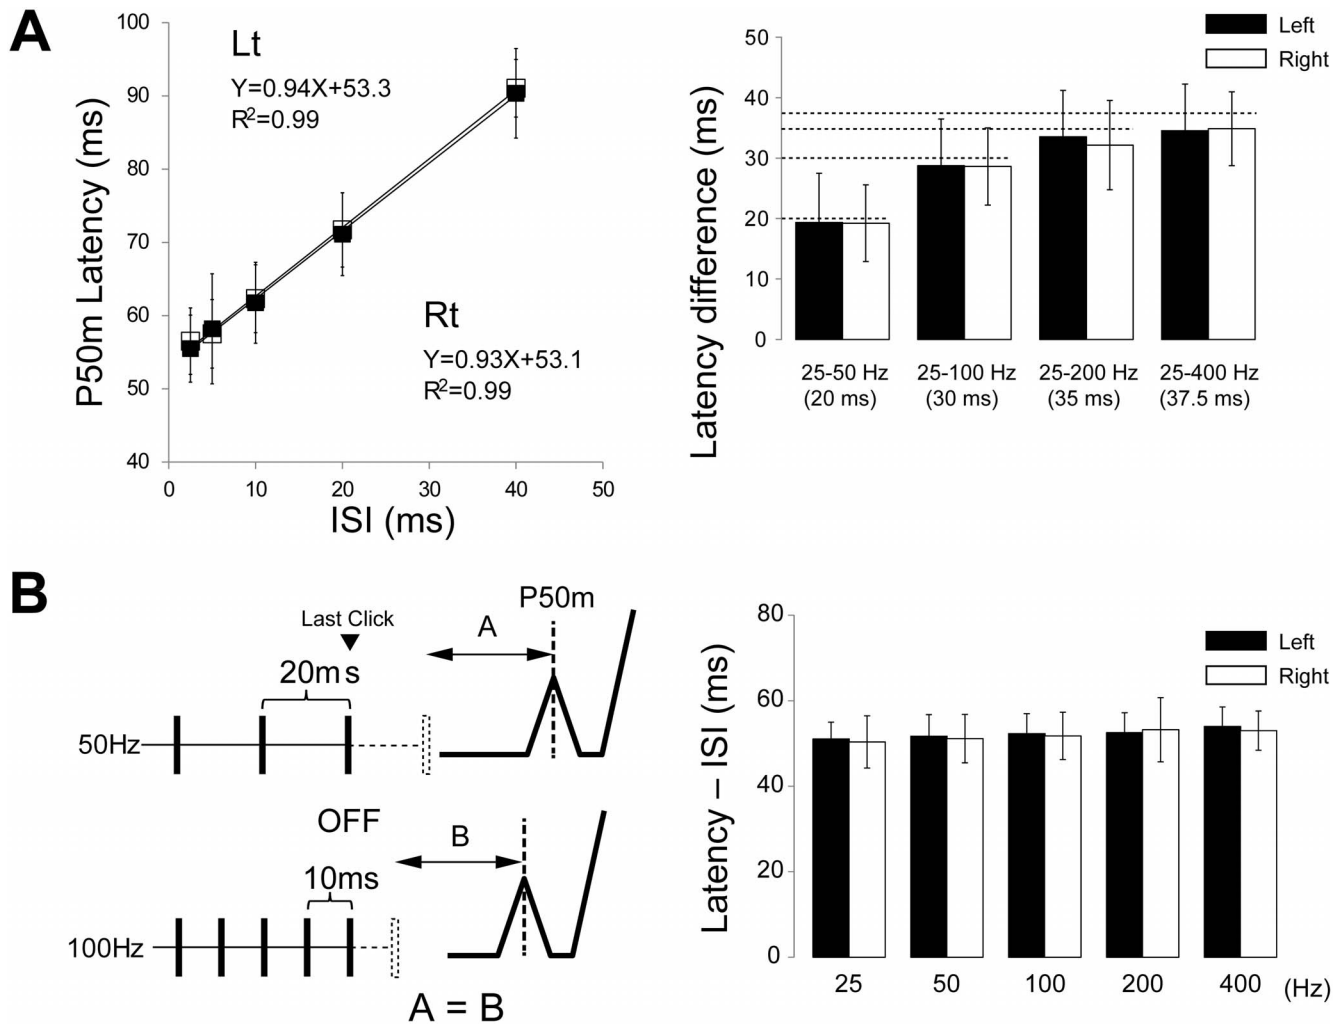 A
100
90
80
70
60
50
40
P50m Latency (ms)
Lt
Y=0.94X+53.3
R²=0.99
Rt
Y=0.93X+53.1
R²=0.99
0 10 20 30 40 50
ISI (ms)
50
40
30
20
10
0
Latency difference (ms)
Left
Right
25-50 Hz 25-100 Hz 25-200 Hz 25-400 Hz
(20 ms) (30 ms) (35 ms) (37.5 ms)
B
P50m
Last Click
A
20ms
50Hz
OFF
B
10ms
100Hz
A = B
80
60
40
20
0
Latency – ISI (ms)
Left
Right
25 50 100 200 400 (Hz)